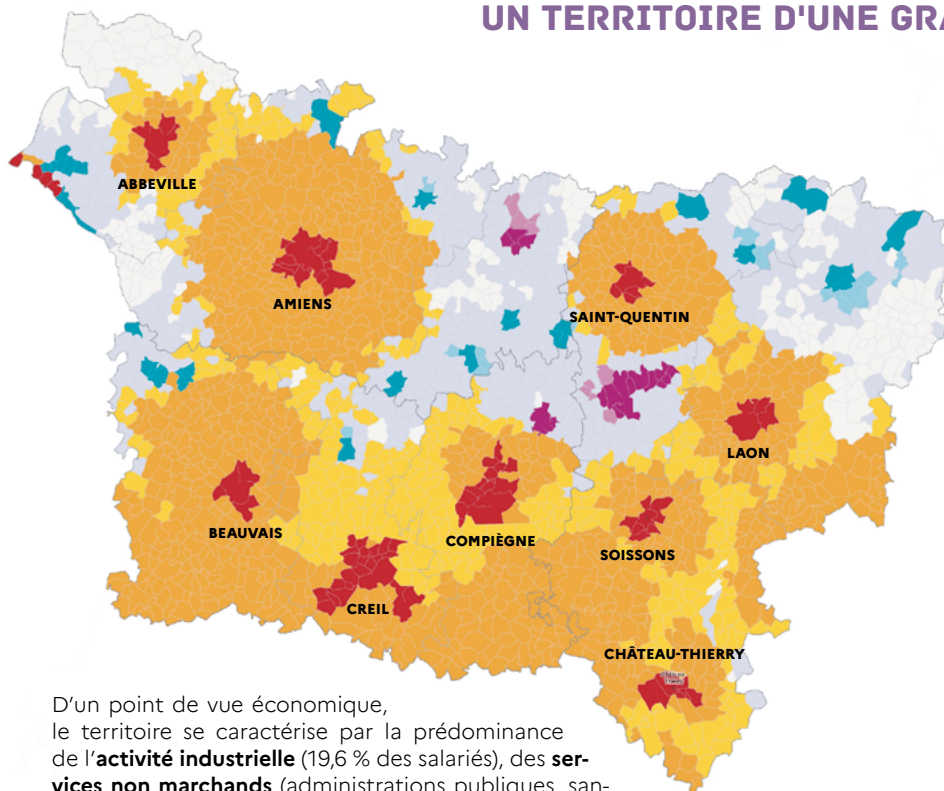 UN TERRITOIRE D'UNE GRA
ABBEVILLE
AMIENS
SAINT-QUENTIN
LAON
BEAUVAIS
COMPIÈGNE
SOISSONS
CREIL
CHÂTEAU-THIERRY
D'un point de vue économique,
le territoire se caractérise par la prédominance
de l'activité industrielle (19,6 % des salariés), des ser-
vices non marchands (administrations publiques, san-